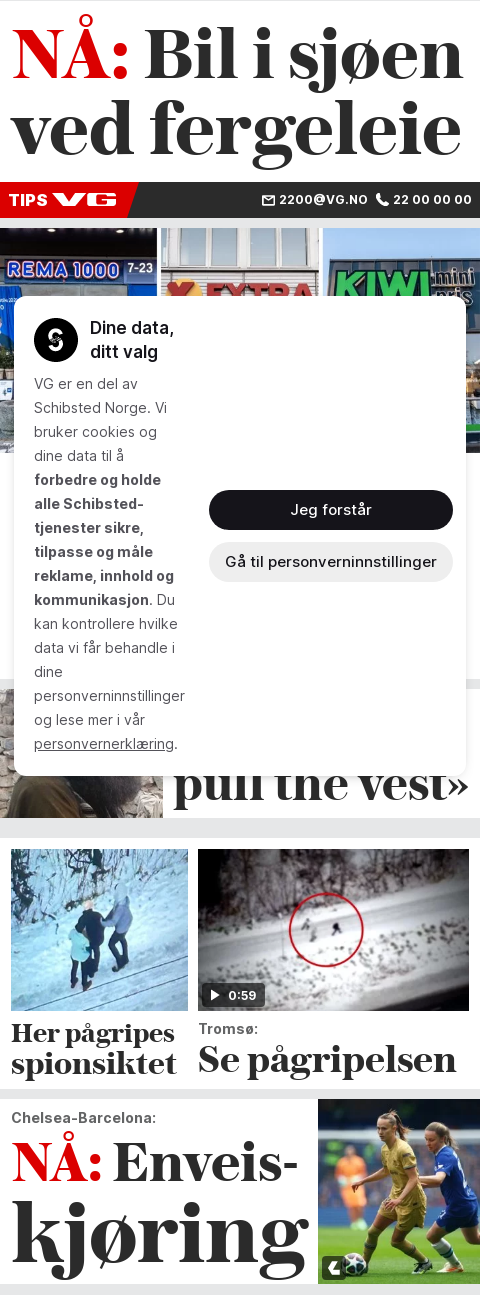 NÅ: Bil i sjøen
ved fergeleie
TIPS VG 2200@VG.NO 22 00 00 00
REMA 1000 7-23
EXTRA
KIWI mini
pris
Dine data,
ditt valg
VG er en del av
Schibsted Norge. Vi
bruker cookies og
dine data til å
forbedre og holde
alle Schibsted-
tjenester sikre,
tilpasse og måle
reklame, innhold og
kommunikasjon. Du
kan kontrollere hvilke
data vi får behandle i
dine
personverninnstillinger
og lese mer i vår
personvernerklæring.
Jeg forstår
Gå til personverninnstillinger
pull the vest»
0:59
Her pågripes
spionsiktet
Tromsø:
Se pågripelsen
Chelsea-Barcelona:
NÅ: Enveis-
kjøring